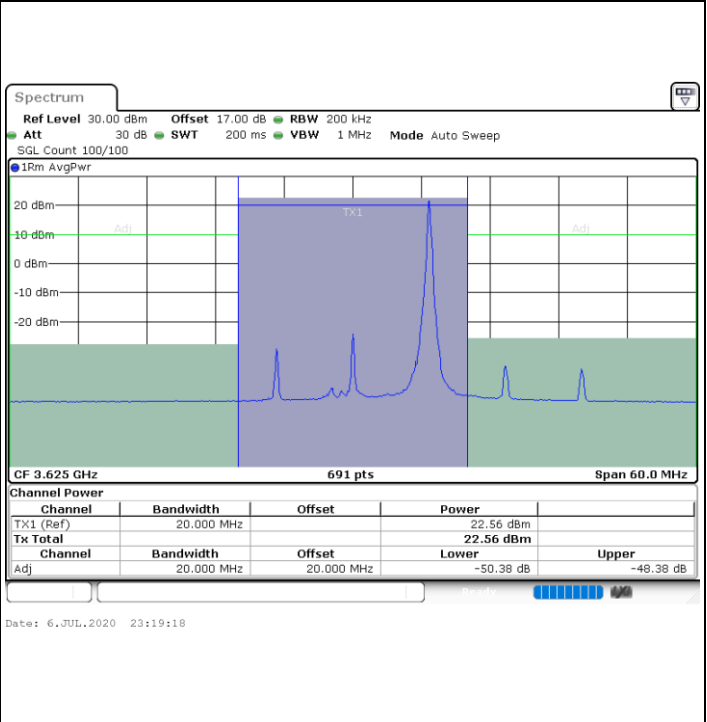 Spectrum
Ref Level 30.00 dBm Offset 17.00 dB RBW 200 kHz
Att 30 dB SWT 200 ms VBW 1 MHz Mode Auto Sweep
SGL Count 100/100
1Rm AvgPwr
20 dBm
TX1
Adj Adj
10 dBm
0 dBm
-10 dBm
-20 dBm
CF 3.625 GHz 691 pts Span 60.0 MHz
Channel Power
Channel Bandwidth Offset Power
TX1 (Ref) 20.000 MHz 22.56 dBm
Tx Total 22.56 dBm
Channel Bandwidth Offset Lower Upper
Adj 20.000 MHz 20.000 MHz -50.38 dB -48.38 dB
Ready
Date: 6.JUL.2020 23:19:18